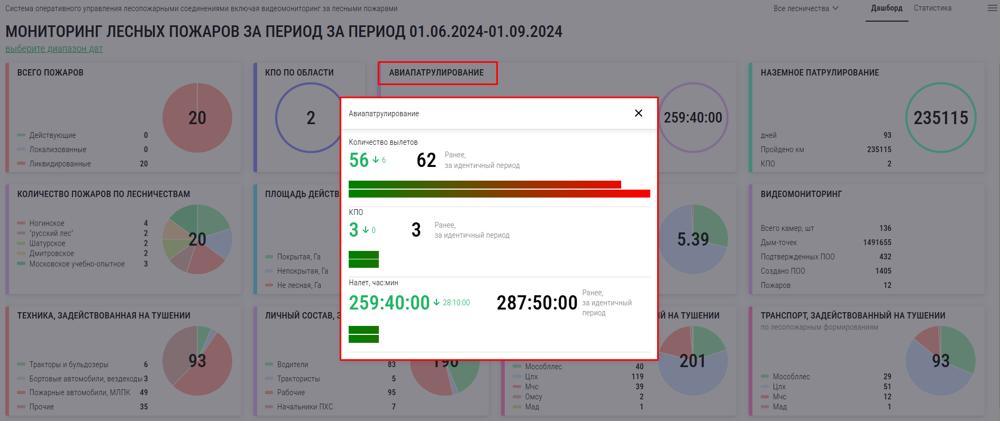 Система оперативного управления лесопожарными соединениями включая видеомониторинг за лесными пожарами
Все лесничества
Дашборд
Статистика
МОНИТОРИНГ ЛЕСНЫХ ПОЖАРОВ ЗА ПЕРИОД ЗА ПЕРИОД 01.06.2024-01.09.2024
выберите диапазон дат
ВСЕГО ПОЖАРОВ
20
Действующие 0
Локализованные 0
Ликвидированные 20
КПО ПО ОБЛАСТИ
2
АВИАПАТРУЛИРОВАНИЕ
259:40:00
НАЗЕМНОЕ ПАТРУЛИРОВАНИЕ
235115
дней 93
Пройдено км 235115
КПО 2
Авиапатрулирование
Количество вылетов
56 6
62
Ранее,
за идентичный период
КПО
3 0
3
Ранее,
за идентичный период
Налет, час:мин
259:40:00 28:10:00
287:50:00
Ранее,
за идентичный
период
КОЛИЧЕСТВО ПОЖАРОВ ПО ЛЕСНИЧЕСТВАМ
20
Ногинское 4
"русский лес" 2
Шатурское 2
Дмитровское 2
Московское учебно-опытное 3
ПЛОЩАДЬ ДЕЙСТВ
Покрытая, Га
Непокрытая, Га
Не лесная, Га
5.39
ВИДЕОМОНИТОРИНГ
Всего камер, шт 136
Дым-точек 1491655
Подтвержденных ПОО 432
Создано ПОО 1405
Пожаров 12
ТЕХНИКА, ЗАДЕЙСТВОВАННАЯ НА ТУШЕНИИ
93
Тракторы и бульдозеры 6
Бортовые автомобили, вездеходы 3
Пожарные автомобили, МЛПК 49
Прочие 35
ЛИЧНЫЙ СОСТАВ, З
190
Водители 83
Трактористы 5
Рабочие 95
Начальники ПХС 7
Й НА ТУШЕНИИ
201
Мособллес 40
Цлх 119
Мчс 39
Омсу 2
Мад 1
ТРАНСПОРТ, ЗАДЕЙСТВОВАННЫЙ НА ТУШЕНИИ
по лесопожарным формированиям
93
Мособллес 29
Цлх 51
Мчс 12
Мад 1